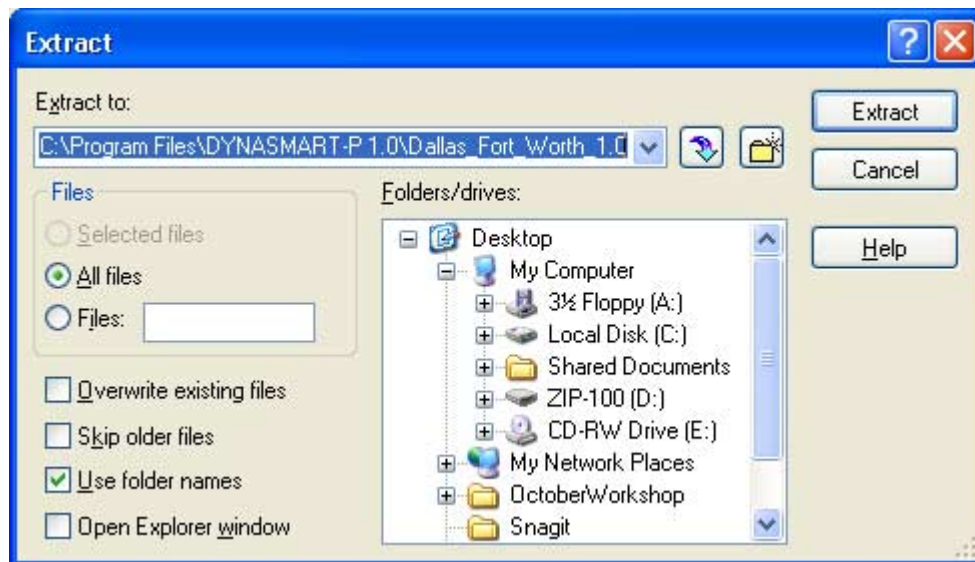 Extract
Extract to:
C:\Program Files\DYNASMART-P 1.0\Dallas_Fort_Worth_1.0
Extract
Cancel
Help
Files
Selected files
All files
Files:
Overwrite existing files
Skip older files
Use folder names
Open Explorer window
Folders/drives:
Desktop
My Computer
3½ Floppy (A:)
Local Disk (C:)
Shared Documents
ZIP-100 (D:)
CD-RW Drive (E:)
My Network Places
OctoberWorkshop
Snagit